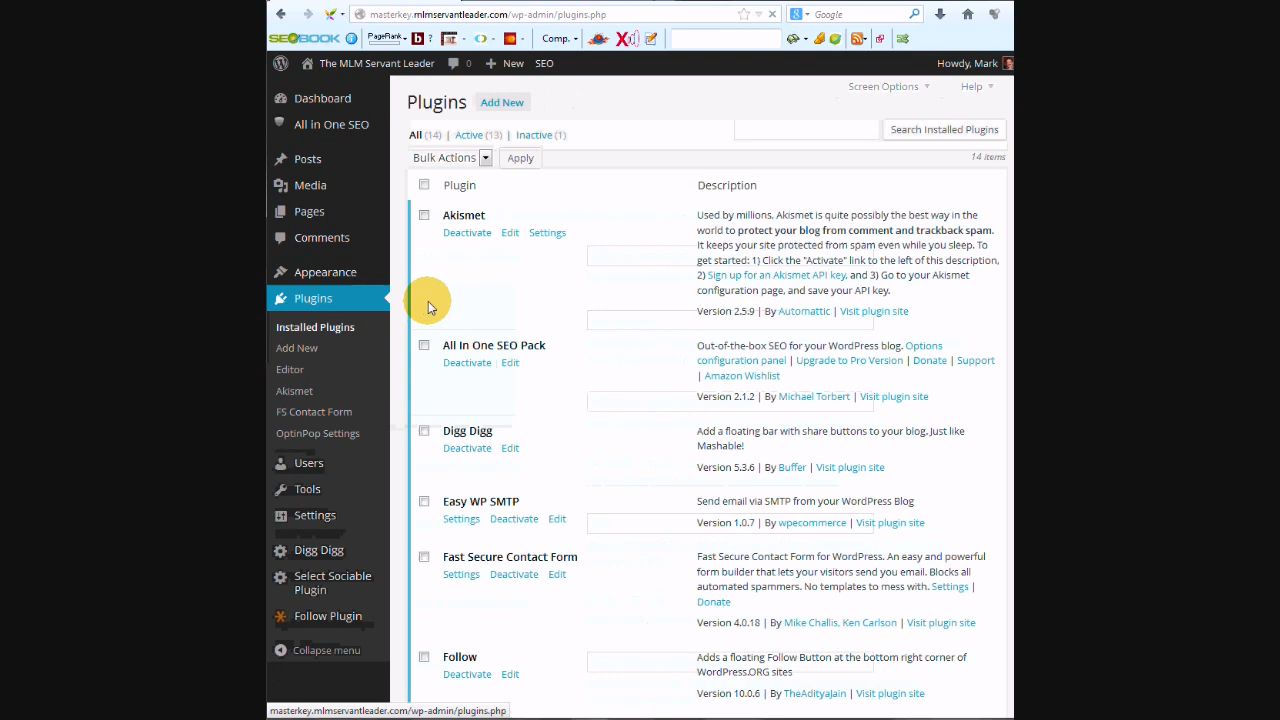 masterkey.mlmservantleader.com/wp-admin/plugins.php
Google
SEOBOOK
PageRank
Comp.
The MLM Servant Leader 0 New SEO
Howdy, Mark
Dashboard
All in One SEO
Posts
Media
Pages
Comments
Appearance
Plugins
Installed Plugins
Add New
Editor
Akismet
FS Contact Form
OptinPop Settings
Users
Tools
Settings
Digg Digg
Select Sociable
Plugin
Follow Plugin
Collapse menu
Screen Options
Help
Plugins Add New
All (14) | Active (13) | Inactive (1)
Search Installed Plugins
Bulk Actions Apply
14 items
Plugin
Description
Akismet
Deactivate Edit Settings
Used by millions, Akismet is quite possibly the best way in the
world to protect your blog from comment and trackback spam.
It keeps your site protected from spam even while you sleep. To
get started: 1) Click the "Activate" link to the left of this description,
2) Sign up for an Akismet API key, and 3) Go to your Akismet
configuration page, and save your API key.
Version 2.5.9 | By Automattic | Visit plugin site
All In One SEO Pack
Deactivate Edit
Out-of-the-box SEO for your WordPress blog. Options
configuration panel | Upgrade to Pro Version | Donate | Support
| Amazon Wishlist
Version 2.1.2 | By Michael Torbert | Visit plugin site
Digg Digg
Deactivate Edit
Add a floating bar with share buttons to your blog. Just like
Mashable!
Version 5.3.6 | By Buffer | Visit plugin site
Easy WP SMTP
Settings Deactivate Edit
Send email via SMTP from your WordPress Blog
Version 1.0.7 | By wpecommerce | Visit plugin site
Fast Secure Contact Form
Settings Deactivate Edit
Fast Secure Contact Form for WordPress. An easy and powerful
form builder that lets your visitors send you email. Blocks all
automated spammers. No templates to mess with. Settings |
Donate
Version 4.0.18 | By Mike Challis, Ken Carlson | Visit plugin site
Follow
Deactivate Edit
Adds a floating Follow Button at the bottom right corner of
WordPress.ORG sites
Version 10.0.6 | By TheAdityaJain | Visit plugin site
masterkey.mlmservantleader.com/wp-admin/plugins.php